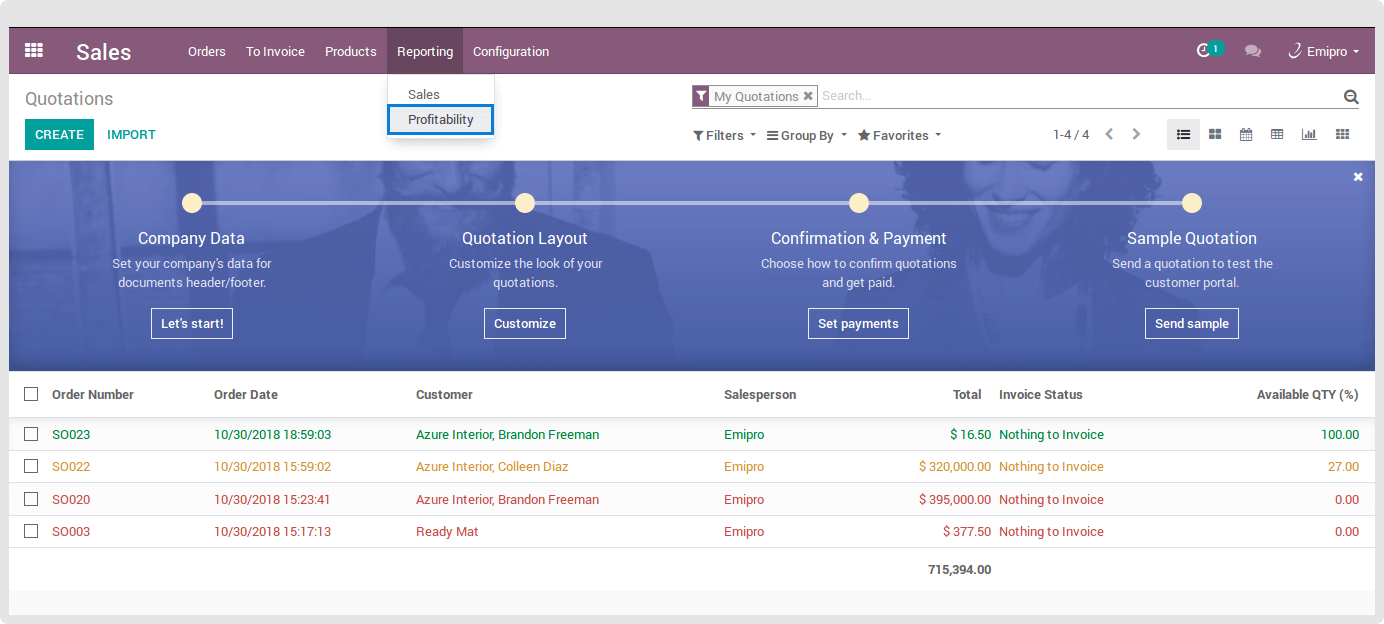 Sales Orders To Invoice Products Reporting Configuration 1 Emipro
Sales
Profitability
Quotations
My Quotations Search...
CREATE IMPORT
Filters Group By Favorites 1-4 / 4
Company Data Quotation Layout Confirmation & Payment Sample Quotation
Set your company's data for Customize the look of your Choose how to confirm quotations Send a quotation to test the
documents header/footer. quotations. and get paid. customer portal.
Let's start! Customize Set payments Send sample
Order Number Order Date Customer Salesperson Total Invoice Status Available QTY (%)
SO023 10/30/2018 18:59:03 Azure Interior, Brandon Freeman Emipro $ 16.50 Nothing to Invoice 100.00
SO022 10/30/2018 15:59:02 Azure Interior, Colleen Diaz Emipro $ 320,000.00 Nothing to Invoice 27.00
SO020 10/30/2018 15:23:41 Azure Interior, Brandon Freeman Emipro $ 395,000.00 Nothing to Invoice 0.00
SO003 10/30/2018 15:17:13 Ready Mat Emipro $ 377.50 Nothing to Invoice 0.00
715,394.00